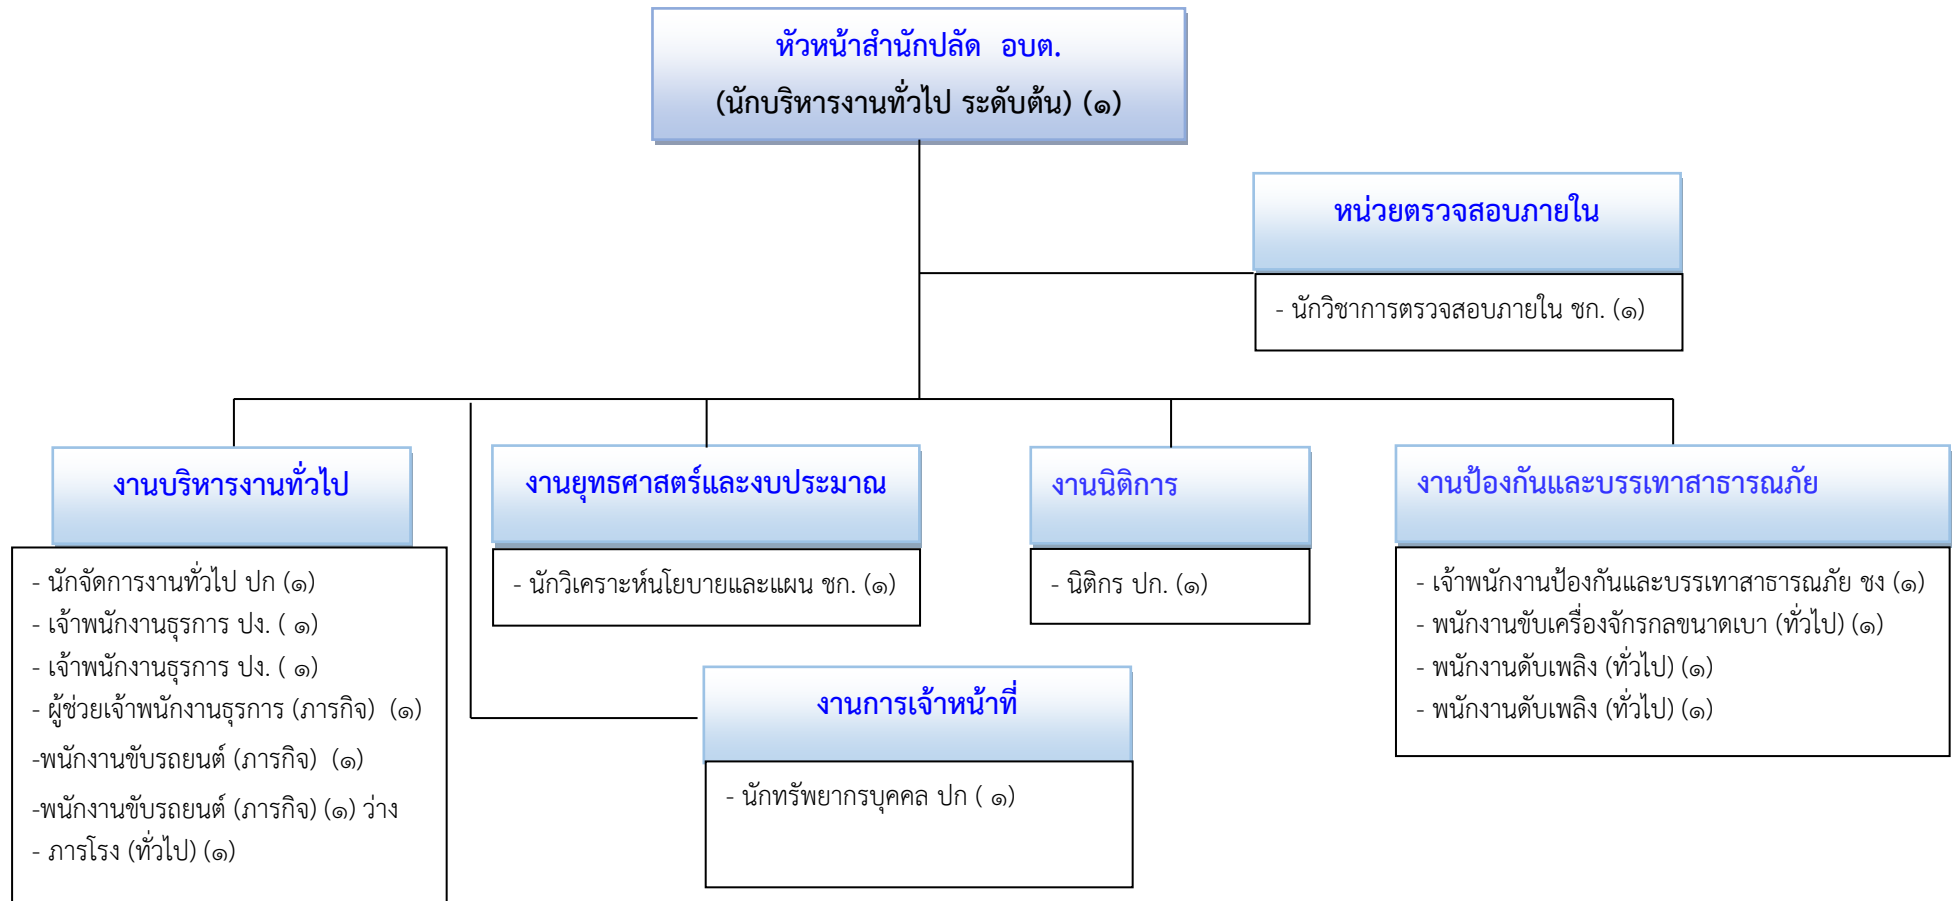 หัวหน้าสำนักปลัด อบต.
(นักบริหารงานทั่วไป ระดับต้น) (๑)
หน่วยตรวจสอบภายใน
- นักวิชาการตรวจสอบภายใน ชก. (๑)
งานบริหารงานทั่วไป
- นักจัดการงานทั่วไป ปก (๑)
- เจ้าพนักงานธุรการ ปง. ( ๑)
- เจ้าพนักงานธุรการ ปง. ( ๑)
- ผู้ช่วยเจ้าพนักงานธุรการ (ภารกิจ) (๑)
-พนักงานขับรถยนต์ (ภารกิจ) (๑)
-พนักงานขับรถยนต์ (ภารกิจ) (๑) ว่าง
- ภารโรง (ทั่วไป) (๑)
งานยุทธศาสตร์และงบประมาณ
- นักวิเคราะห์นโยบายและแผน ชก. (๑)
งานการเจ้าหน้าที่
- นักทรัพยากรบุคคล ปก ( ๑)
งานนิติการ
- นิติกร ปก. (๑)
งานป้องกันและบรรเทาสาธารณภัย
- เจ้าพนักงานป้องกันและบรรเทาสาธารณภัย ชง (๑)
- พนักงานขับเครื่องจักรกลขนาดเบา (ทั่วไป) (๑)
- พนักงานดับเพลิง (ทั่วไป) (๑)
- พนักงานดับเพลิง (ทั่วไป) (๑)